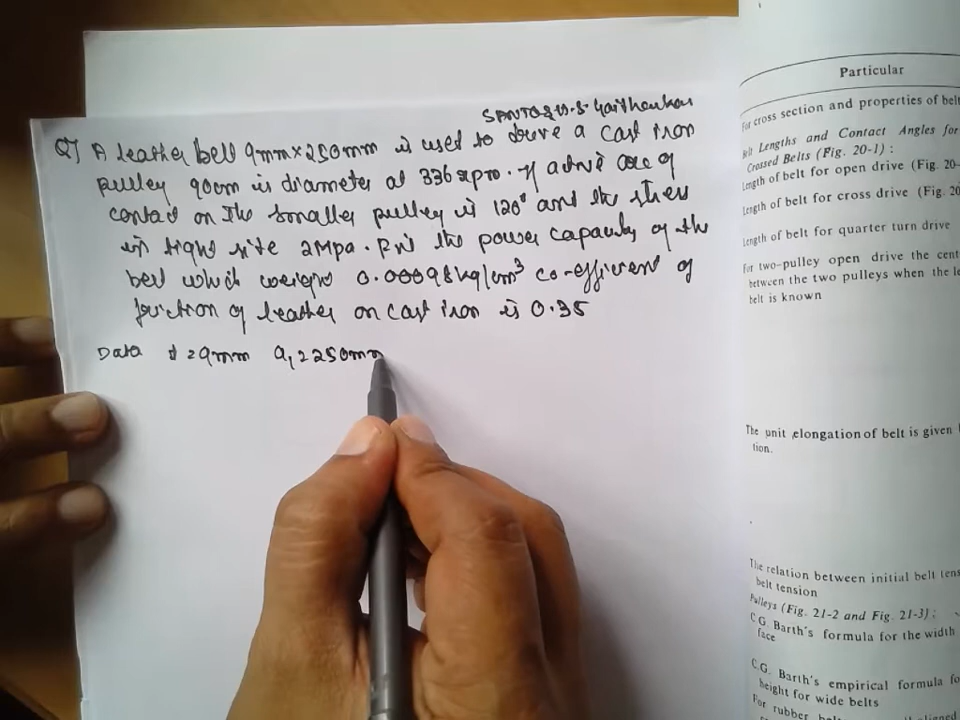 SANTOSH.S. Haithankar
Q) A leather belt 9mm×250mm is used to drive a cast iron
pulley 90cm is diameter at 336 rpm. If active arc of
contact on The smaller pulley is 120° and the stress
in tight site 2Mpa. Fn'd the power capacity of the
belt which weighs 0.00098kg/cm³ co-efficient of
friction of leather on cast iron is 0.35
Data t = 9mm a₁ = 250mm
Particular
For cross section and properties of belt
Belt Lengths and Contact Angles for
Crossed Belts (Fig. 20-1) :
Length of belt for open drive (Fig. 20-
Length of belt for cross drive (Fig. 20
Length of belt for quarter turn drive
For two-pulley open drive the cent
between the two pulleys when the le
belt is known
The unit elongation of belt is given
tion.
The relation between initial belt tens
belt tension
Pulleys (Fig. 21-2 and Fig. 21-3) :
C.G. Barth's formula for the width
face
C.G. Barth's empirical formula fo
height for wide belts
For rubber